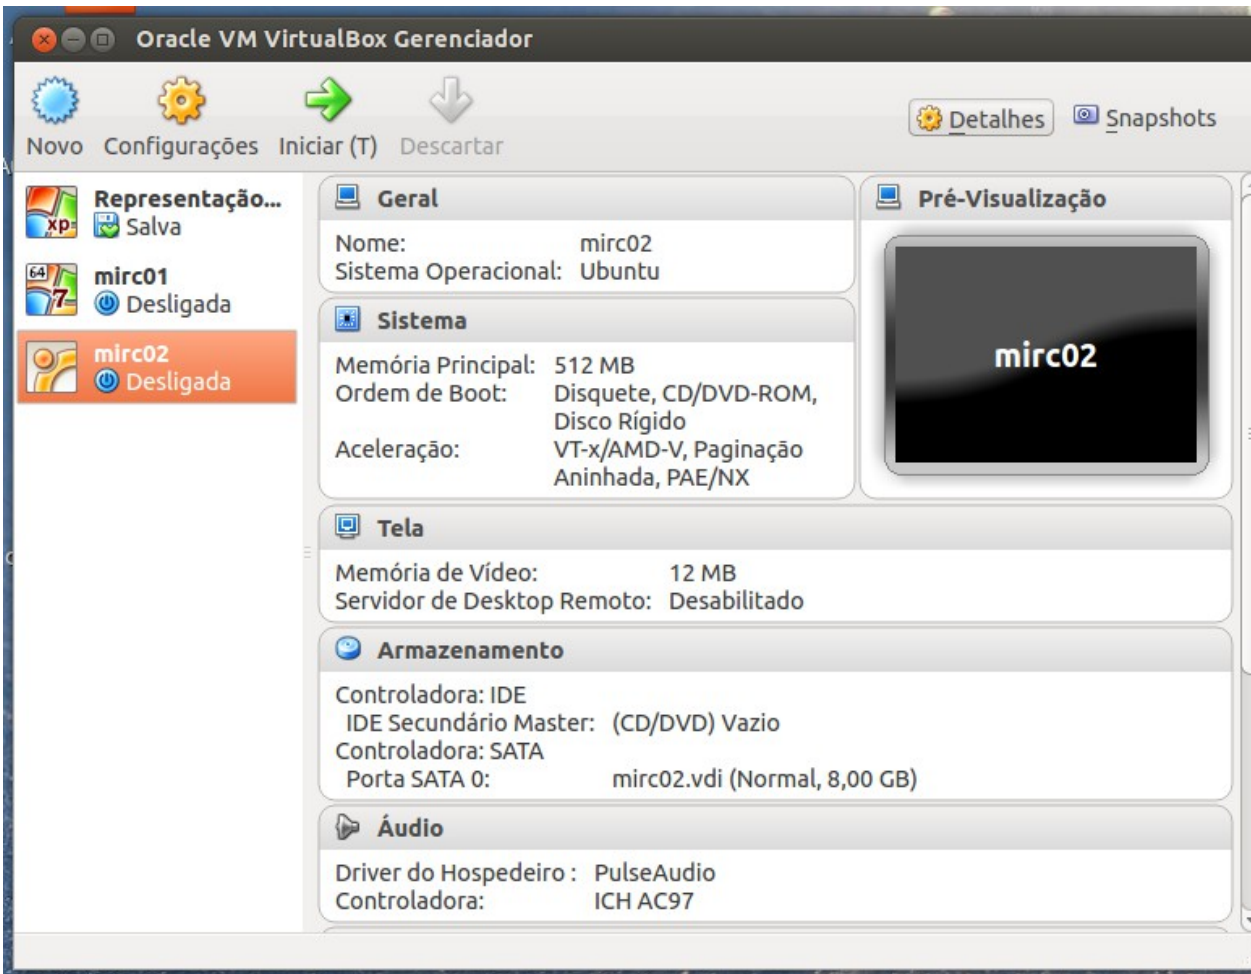 Oracle VM VirtualBox Gerenciador
Novo
Configurações
Iniciar (T)
Descartar
Detalhes
Snapshots
Representação...
Salva
64
mirc01
Desligada
mirc02
Desligada
Geral
Nome: mirc02
Sistema Operacional: Ubuntu
Sistema
Memória Principal: 512 MB
Ordem de Boot: Disquete, CD/DVD-ROM,
Disco Rígido
Aceleração: VT-x/AMD-V, Paginação
Aninhada, PAE/NX
Pré-Visualização
mirc02
Tela
Memória de Vídeo: 12 MB
Servidor de Desktop Remoto: Desabilitado
Armazenamento
Controladora: IDE
IDE Secundário Master: (CD/DVD) Vazio
Controladora: SATA
Porta SATA 0: mirc02.vdi (Normal, 8,00 GB)
Áudio
Driver do Hospedeiro : PulseAudio
Controladora: ICH AC97